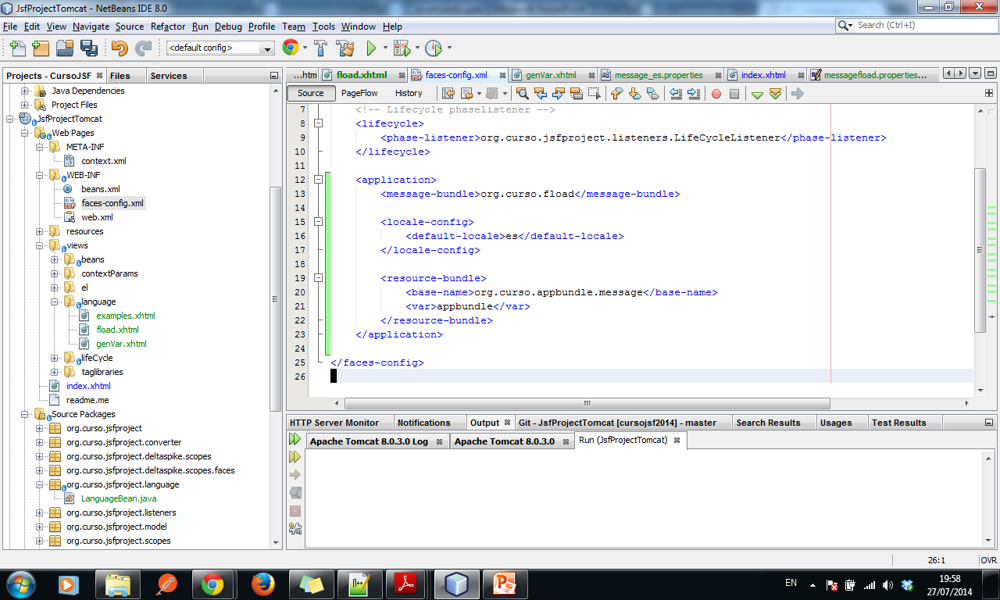 JsfProjectTomcat - NetBeans IDE 8.0
File Edit View Navigate Source Refactor Run Debug Profile Team Tools Window Help
Search (Ctrl+I)
<default config>
Projects - CursoJSF Files Services
Java Dependencies
Project Files
JsfProjectTomcat
Web Pages
META-INF
context.xml
WEB-INF
beans.xml
faces-config.xml
web.xml
resources
views
beans
contextParams
el
language
examples.xhtml
fload.xhtml
genVar.xhtml
lifeCycle
taglibraries
index.xhtml
readme.me
Source Packages
org.curso.jsfproject
org.curso.jsfproject.converter
org.curso.jsfproject.deltaspike.scopes
org.curso.jsfproject.deltaspike.scopes.faces
org.curso.jsfproject.language
LanguageBean.java
org.curso.jsfproject.listeners
org.curso.jsfproject.model
org.curso.jsfproject.scopes
...htm fload.xhtml faces-config.xml genVar.xhtml message_es.properties index.xhtml messagefload.properties...
Source PageFlow History
7 <!-- Lifecycle phaselistener -->
8 <lifecycle>
9 <phase-listener>org.curso.jsfproject.listeners.LifeCycleListener</phase-listener>
10 </lifecycle>
11
12 <application>
13 <message-bundle>org.curso.fload</message-bundle>
14
15 <locale-config>
16 <default-locale>es</default-locale>
17 </locale-config>
18
19 <resource-bundle>
20 <base-name>org.curso.appbundle.message</base-name>
21 <var>appbundle</var>
22 </resource-bundle>
23 </application>
24
25 </faces-config>
26
HTTP Server Monitor Notifications Output Git - JsfProjectTomcat [cursojsf2014] - master Search Results Usages Test Results
Apache Tomcat 8.0.3.0 Log Apache Tomcat 8.0.3.0 Run (JsfProjectTomcat)
26:1 OVR
EN
19:58
27/07/2014